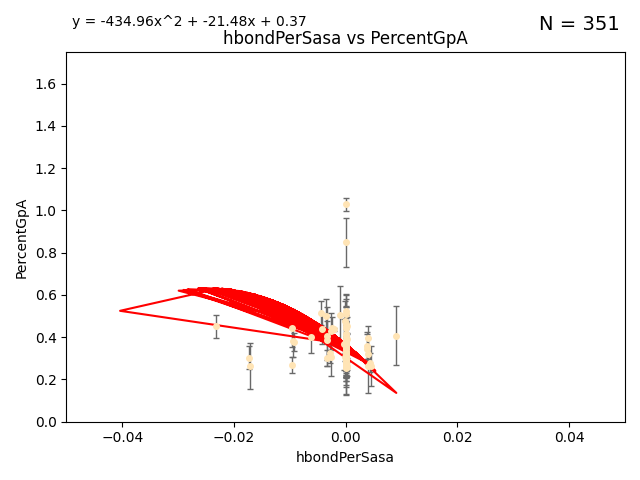 y = -434.96x^2 + -21.48x + 0.37
N = 351
hbondPerSasa vs PercentGpA
1.6
1.4
1.2
1.0
0.8
0.6
0.4
0.2
0.0
PercentGpA
−0.04 −0.02 0.00 0.02 0.04
hbondPerSasa